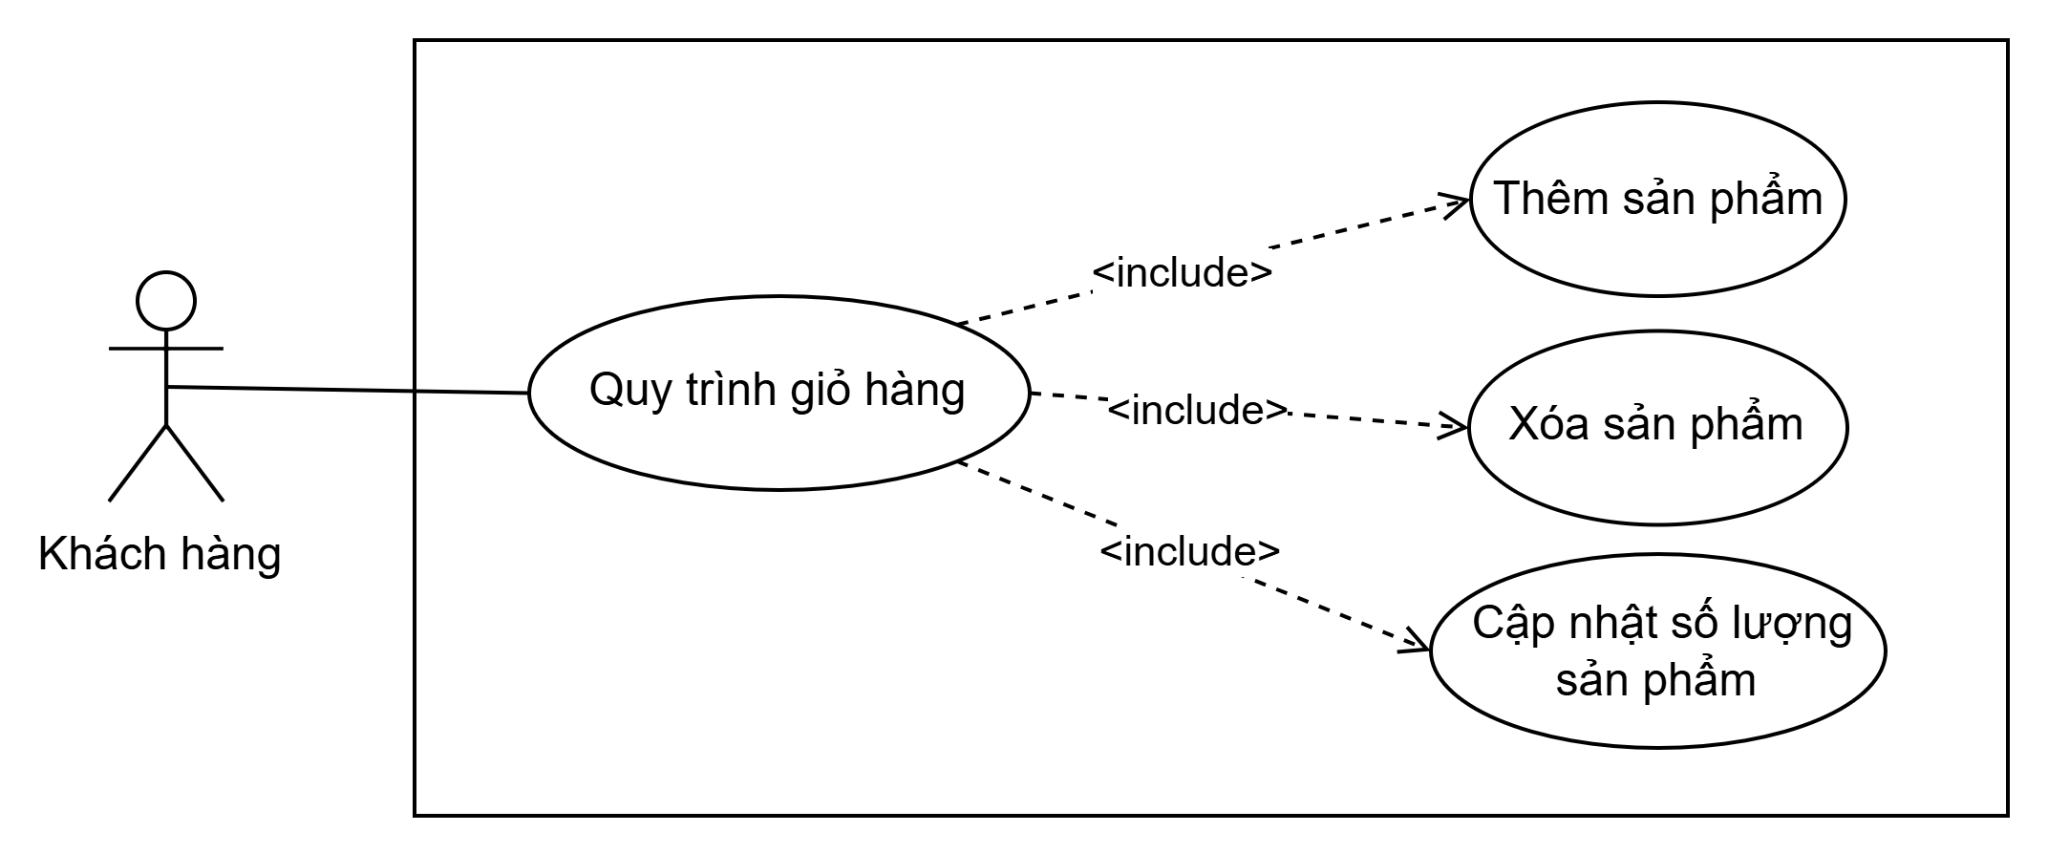 Khách hàng
Quy trình giỏ hàng
<include>
Thêm sản phẩm
<include>
Xóa sản phẩm
<include>
Cập nhật số lượng
sản phẩm